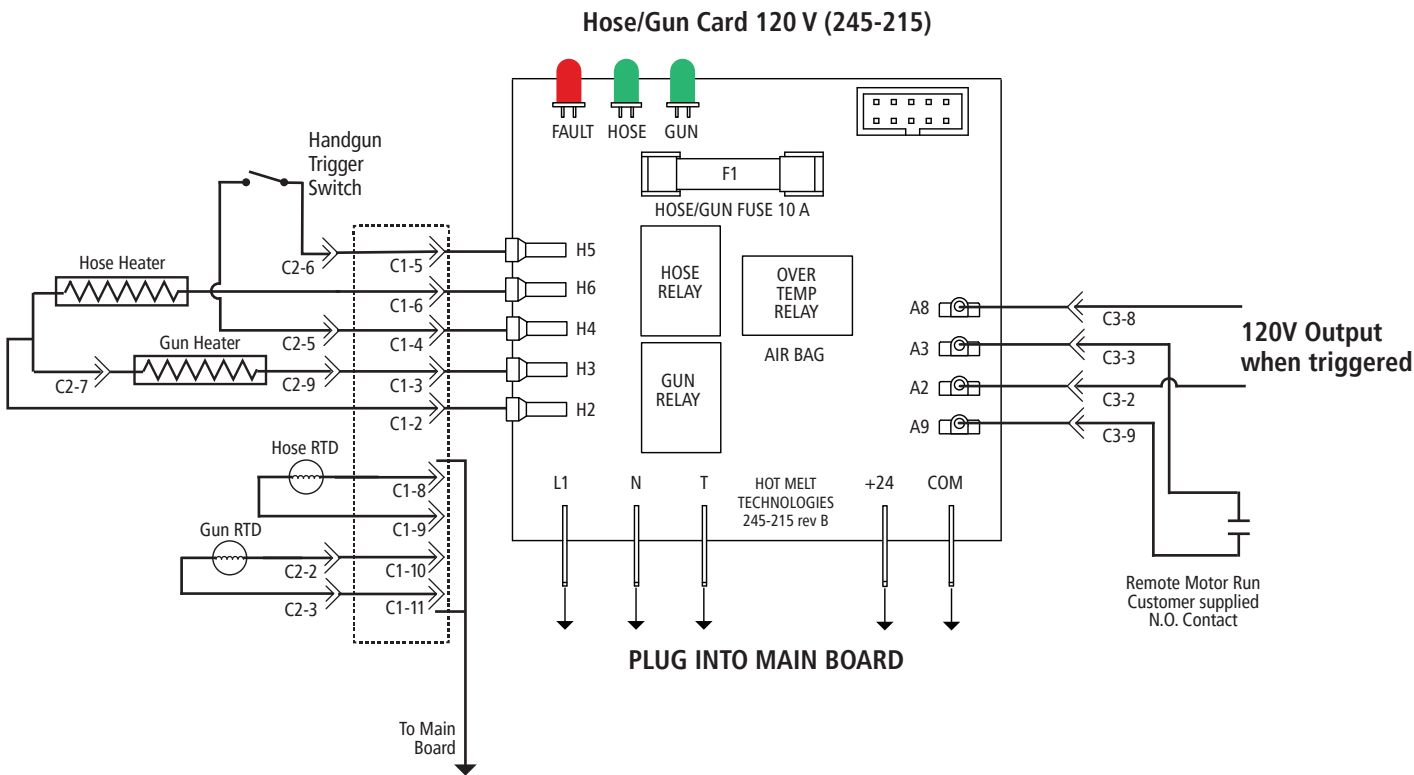 Hose/Gun Card 120 V (245-215)
FAULT
HOSE
GUN
F1
HOSE/GUN FUSE 10 A
Handgun
Trigger
Switch
C2-6
C1-5
H5
Hose Heater
C1-6
H6
C2-5
C1-4
H4
Gun Heater
C2-7
C2-9
C1-3
H3
C1-2
H2
HOSE
RELAY
OVER
TEMP
RELAY
AIR BAG
GUN
RELAY
A8
C3-8
A3
C3-3
A2
C3-2
A9
C3-9
120V Output
when triggered
Hose RTD
C1-8
C1-9
Gun RTD
C2-2
C1-10
C2-3
C1-11
L1
N
T
HOT MELT
TECHNOLOGIES
245-215 rev B
+24
COM
Remote Motor Run
Customer supplied
N.O. Contact
PLUG INTO MAIN BOARD
To Main
Board